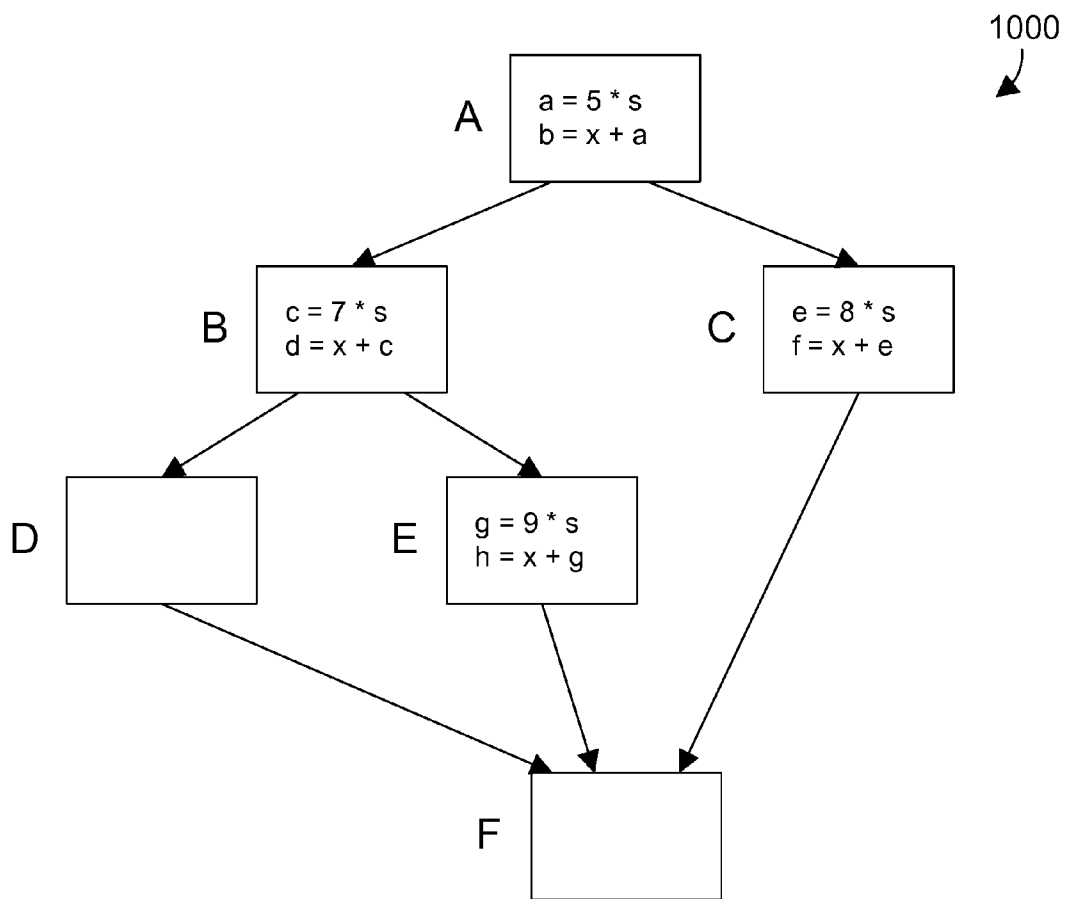 1000
A
a = 5 * s
b = x + a
B
c = 7 * s
d = x + c
C
e = 8 * s
f = x + e
D
E
g = 9 * s
h = x + g
F